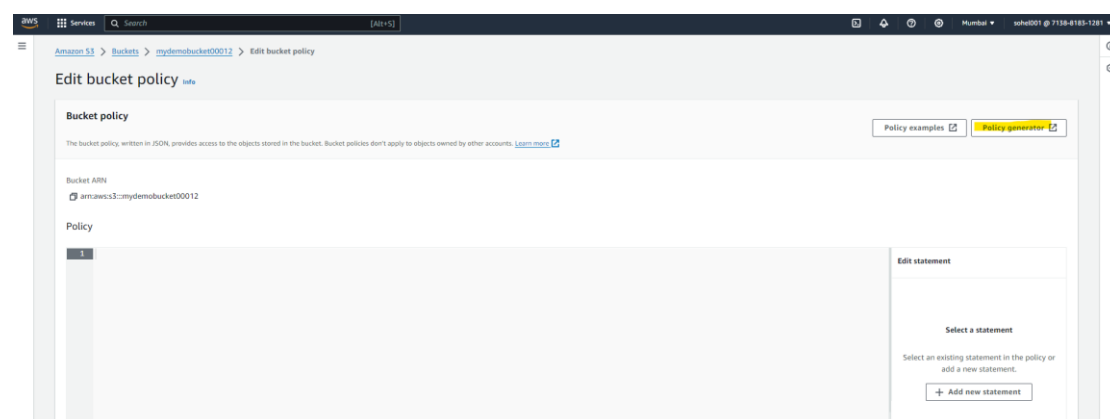 aws Services Search [Alt+S] Mumbai sohel001 @ 7158-8185-1281
Amazon S3 > Buckets > mydemobucket00012 > Edit bucket policy
Edit bucket policy Info
Bucket policy
Policy examples Policy generator
The bucket policy, written in JSON, provides access to the objects stored in the bucket. Bucket policies don't apply to objects owned by other accounts. Learn more
Bucket ARN
arn:aws:s3:::mydemobucket00012
Policy
1
Edit statement
Select a statement
Select an existing statement in the policy or
add a new statement.
+ Add new statement